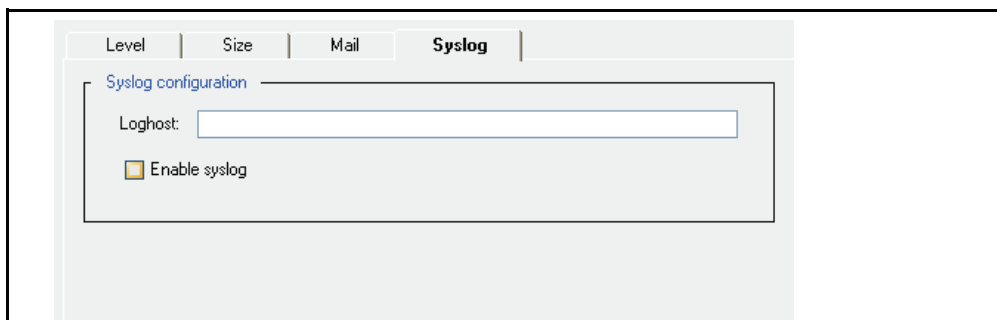 Level Size Mail Syslog
Syslog configuration
Loghost:
Enable syslog